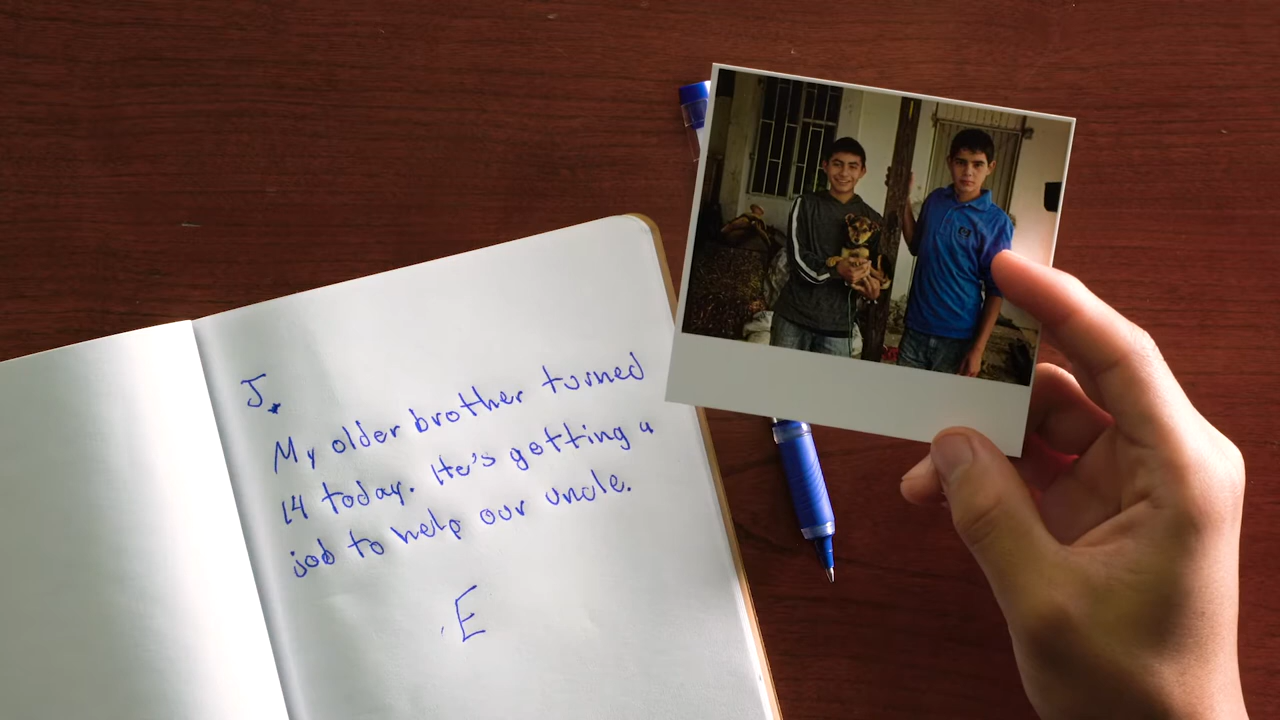 J.
My older brother turned
14 today. He's getting a
job to help our uncle.
E